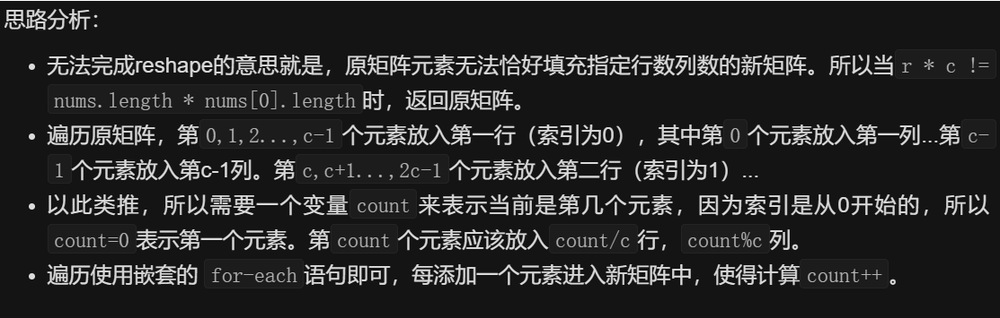 思路分析：
无法完成reshape的意思就是，原矩阵元素无法恰好填充指定行数列数的新矩阵。所以当 r * c !=
nums.length * nums[0].length 时，返回原矩阵。
遍历原矩阵，第 0,1,2...,c-1 个元素放入第一行（索引为0），其中第 0 个元素放入第一列...第 c-
1 个元素放入第c-1列。第 c,c+1...,2c-1 个元素放入第二行（索引为1）...
以此类推，所以需要一个变量 count 来表示当前是第几个元素，因为索引是从0开始的，所以
count=0 表示第一个元素。第 count 个元素应该放入 count/c 行， count%c 列。
遍历使用嵌套的 for-each 语句即可，每添加一个元素进入新矩阵中，使得计算 count++ 。